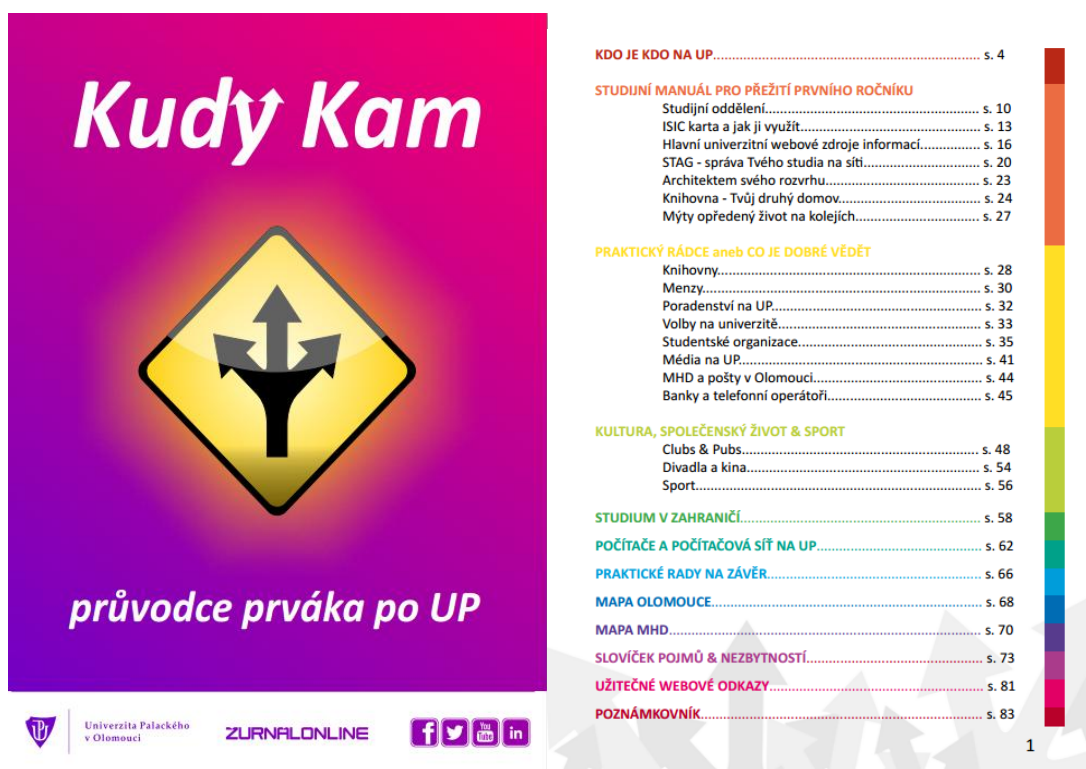 Kudy Kam
průvodce prváka po UP
Univerzita Palackého
v Olomouci
ZURNALONLINE
You
Tube
KDO JE KDO NA UP s. 4
STUDIJNÍ MANUÁL PRO PŘEŽITÍ PRVNÍHO ROČNÍKU
Studijní oddělení s. 10
ISIC karta a jak ji využít s. 13
Hlavní univerzitní webové zdroje informací s. 16
STAG - správa Tvého studia na síti s. 20
Architektem svého rozvrhu s. 23
Knihovna - Tvůj druhý domov s. 24
Mýty opředený život na kolejích s. 27
PRAKTICKÝ RÁDCE aneb CO JE DOBRÉ VĚDĚT
Knihovny s. 28
Menzy s. 30
Poradenství na UP s. 32
Volby na univerzitě s. 33
Studentské organizace s. 35
Média na UP s. 41
MHD a pošty v Olomouci s. 44
Banky a telefonní operátoři s. 45
KULTURA, SPOLEČENSKÝ ŽIVOT & SPORT
Clubs & Pubs s. 48
Divadla a kina s. 54
Sport s. 56
STUDIUM V ZAHRANIČÍ s. 58
POČÍTAČE A POČÍTAČOVÁ SÍŤ NA UP s. 62
PRAKTICKÉ RADY NA ZÁVĚR s. 66
MAPA OLOMOUCE s. 68
MAPA MHD s. 70
SLOVÍČEK POJMŮ & NEZBYTNOSTÍ s. 73
UŽITEČNÉ WEBOVÉ ODKAZY s. 81
POZNÁMKOVNÍK s. 83
1